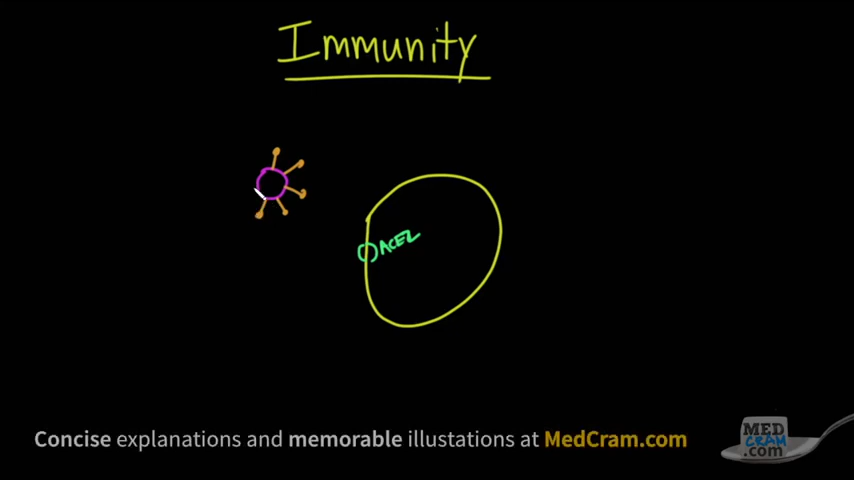 Immunity
ACE2
Concise explanations and memorable illustations at MedCram.com
MED
CRAM
.com